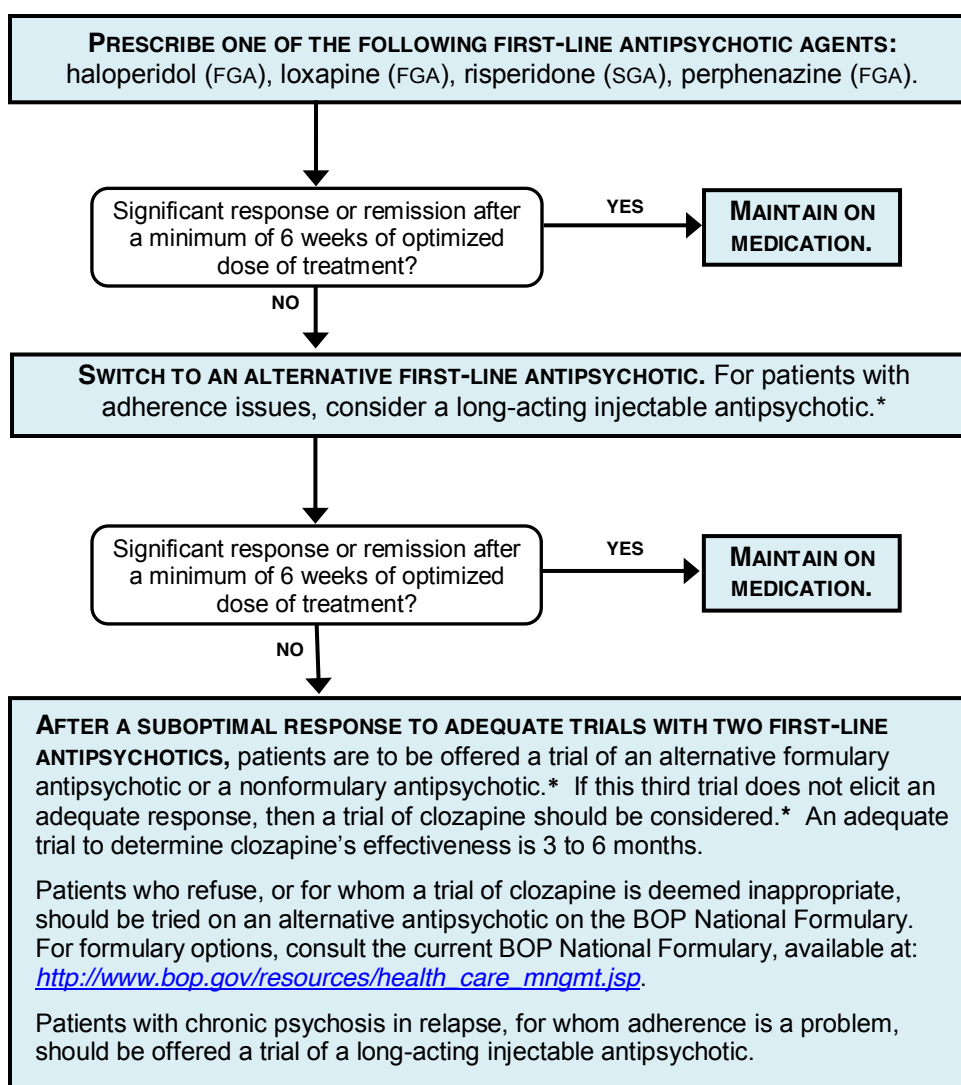 PRESCRIBE ONE OF THE FOLLOWING FIRST-LINE ANTIPSYCHOTIC AGENTS:
haloperidol (FGA), loxapine (FGA), risperidone (SGA), perphenazine (FGA).
Significant response or remission after
a minimum of 6 weeks of optimized
dose of treatment?
YES
MAINTAIN ON
MEDICATION.
NO
SWITCH TO AN ALTERNATIVE FIRST-LINE ANTIPSYCHOTIC. For patients with
adherence issues, consider a long-acting injectable antipsychotic.*
Significant response or remission after
a minimum of 6 weeks of optimized
dose of treatment?
YES
MAINTAIN ON
MEDICATION.
NO
AFTER A SUBOPTIMAL RESPONSE TO ADEQUATE TRIALS WITH TWO FIRST-LINE
ANTIPSYCHOTICS, patients are to be offered a trial of an alternative formulary
antipsychotic or a nonformulary antipsychotic.* If this third trial does not elicit an
adequate response, then a trial of clozapine should be considered.* An adequate
trial to determine clozapine's effectiveness is 3 to 6 months.
Patients who refuse, or for whom a trial of clozapine is deemed inappropriate,
should be tried on an alternative antipsychotic on the BOP National Formulary.
For formulary options, consult the current BOP National Formulary, available at:
http://www.bop.gov/resources/health_care_mngmt.jsp.
Patients with chronic psychosis in relapse, for whom adherence is a problem,
should be offered a trial of a long-acting injectable antipsychotic.